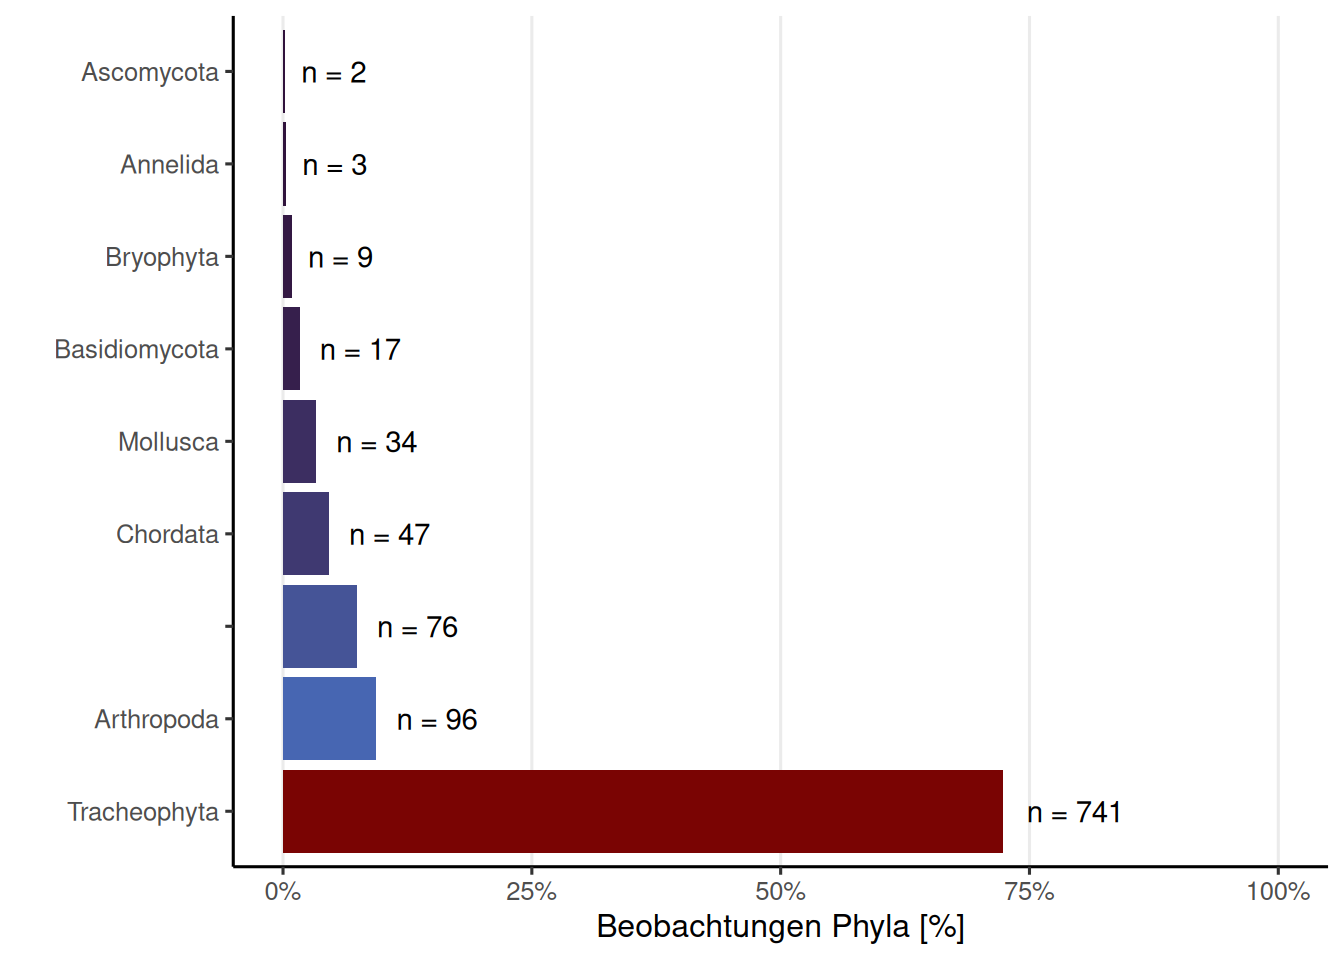 Ascomycota n = 2
Annelida n = 3
Bryophyta n = 9
Basidiomycota n = 17
Mollusca n = 34
Chordata n = 47
n = 76
Arthropoda n = 96
Tracheophyta n = 741
0% 25% 50% 75% 100%
Beobachtungen Phyla [%]